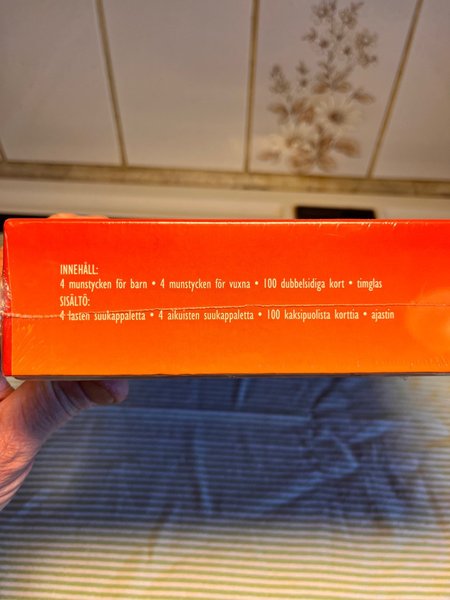 INNEHÅLL:
4 munstycken för barn • 4 munstycken för vuxna • 100 dubbelsidiga kort • timglas
SISÄLTÖ:
4 lasten suukappaletta • 4 aikuisten suukappaletta • 100 kaksipuolista korttia • ajastin